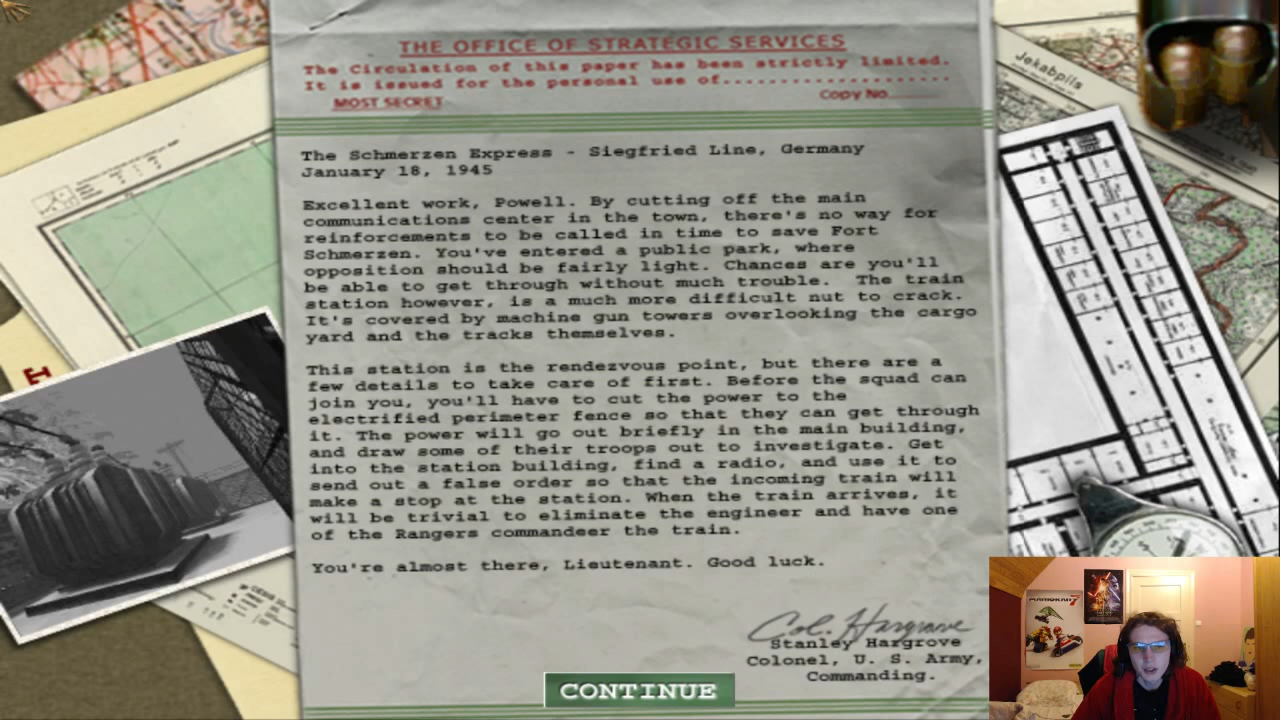 THE OFFICE OF STRATEGIC SERVICES
The Circulation of this paper has been strictly limited.
It is issued for the personal use of.....................
MOST SECRET
Copy No.
The Schmerzen Express - Siegfried Line, Germany
January 18, 1945
Excellent work, Powell. By cutting off the main
communications center in the town, there's no way for
reinforcements to be called in time to save Fort
Schmerzen. You've entered a public park, where
opposition should be fairly light. Chances are you'll
be able to get through without much trouble.  The train
station however, is a much more difficult nut to crack.
It's covered by machine gun towers overlooking the cargo
yard and the tracks themselves.
This station is the rendezvous point, but there are a
few details to take care of first. Before the squad can
join you, you'll have to cut the power to the
electrified perimeter fence so that they can get through
it. The power will go out briefly in the main building,
and draw some of their troops out to investigate. Get
into the station building, find a radio, and use it to
send out a false order so that the incoming train will
make a stop at the station. When the train arrives, it
will be trivial to eliminate the engineer and have one
of the Rangers commandeer the train.
You're almost there, Lieutenant. Good luck.
Col. Hargrove
Stanley Hargrove
Colonel, U. S. Army,
Commanding.
CONTINUE
Jekabpils
MARIOKART 7